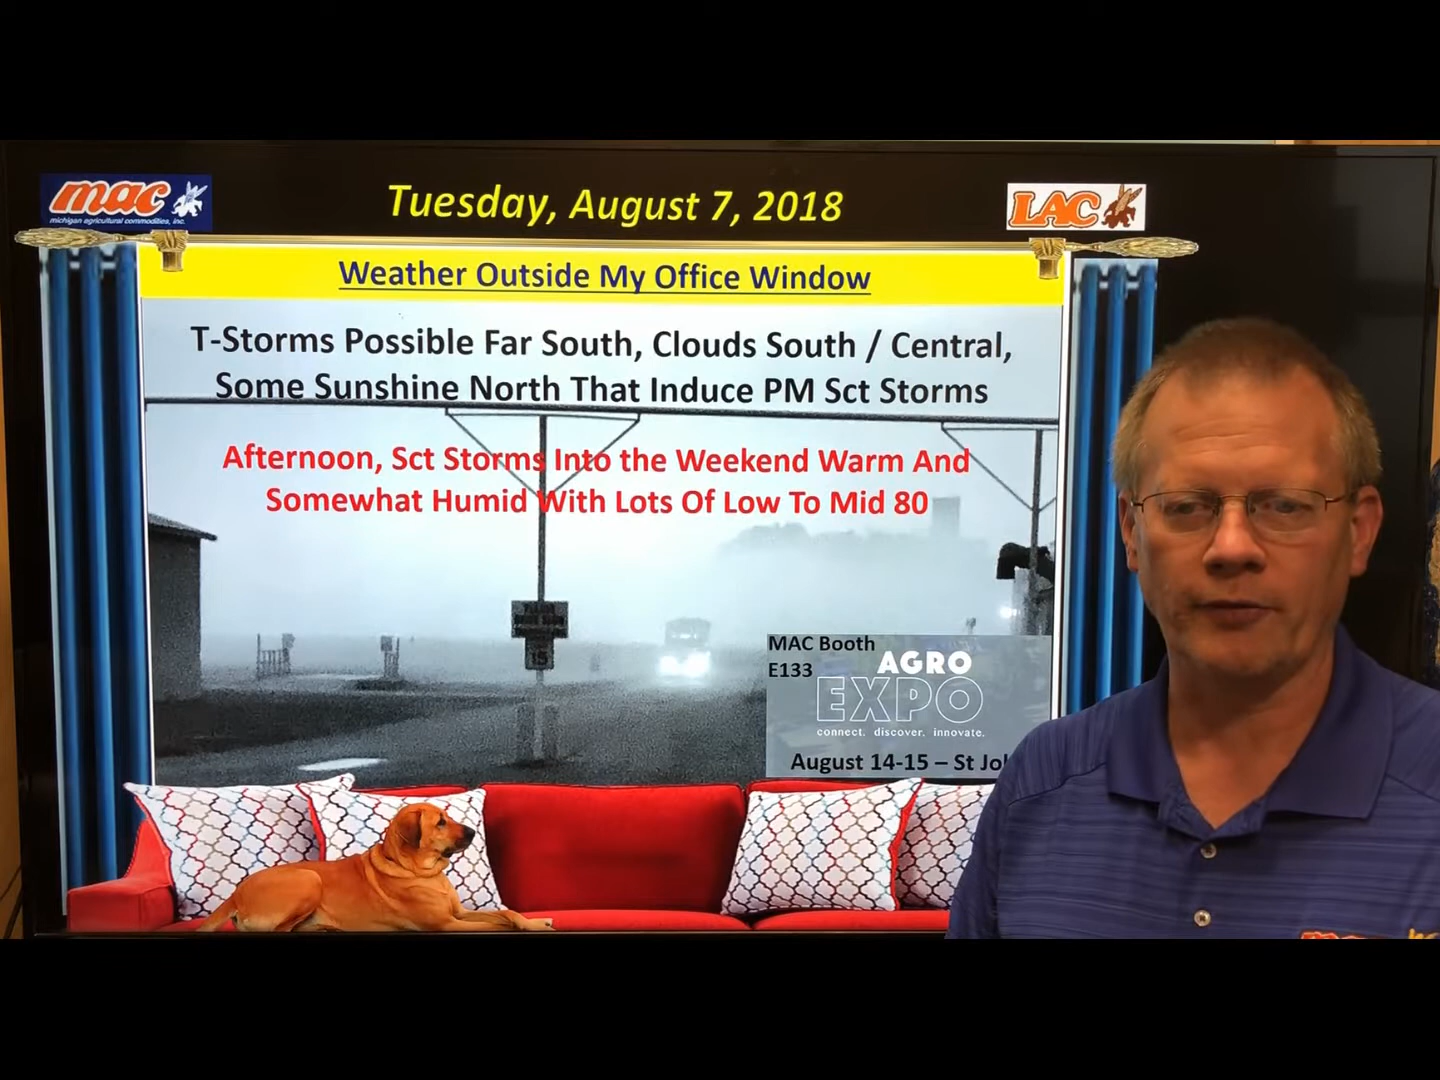 mac
michigan agricultural commodities, inc.
Tuesday, August 7, 2018
LAC
Weather Outside My Office Window
T-Storms Possible Far South, Clouds South / Central,
Some Sunshine North That Induce PM Sct Storms
Afternoon, Sct Storms Into the Weekend Warm And
Somewhat Humid With Lots Of Low To Mid 80
15
MAC Booth
E133
AGRO
EXPO
connect. discover. innovate.
August 14-15 – St Jo